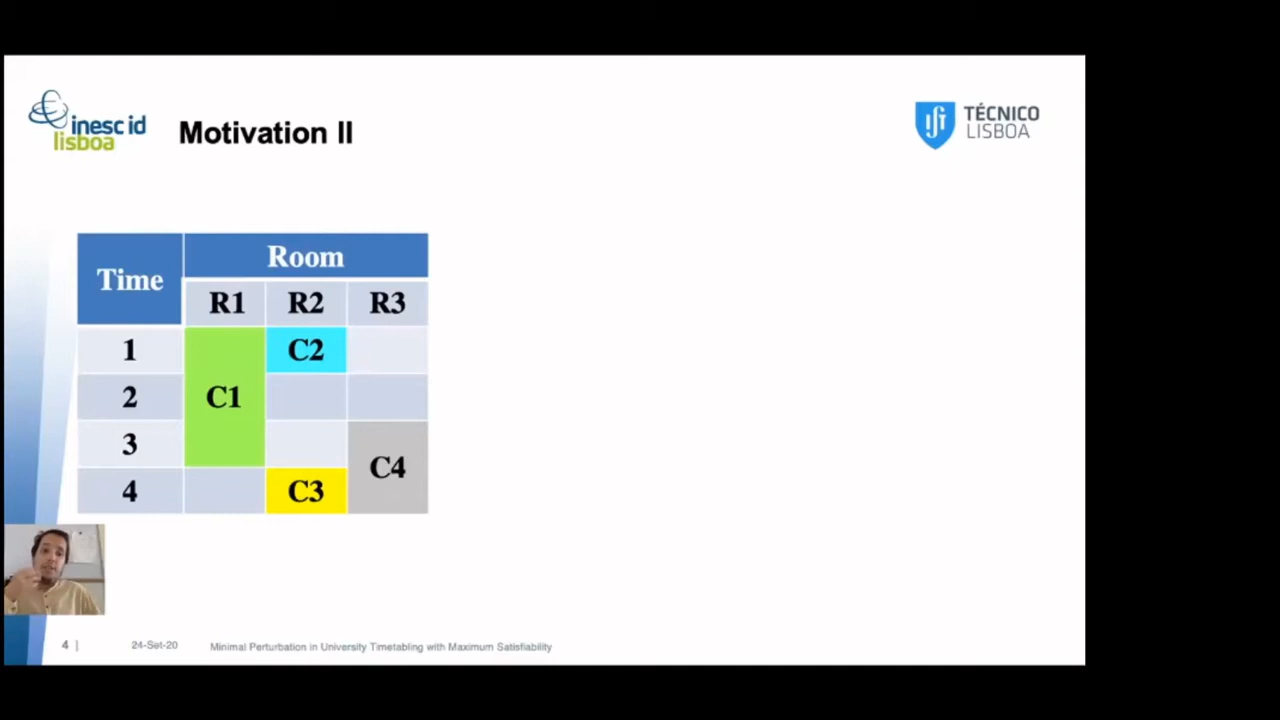 inesc id
lisboa
Motivation II
TÉCNICO
LISBOA
Time
Room
R1 R2 R3
1 C2
2 C1
3
C4
4 C3
4 |
24-Set-20
Minimal Perturbation in University Timetabling with Maximum Satisfiability